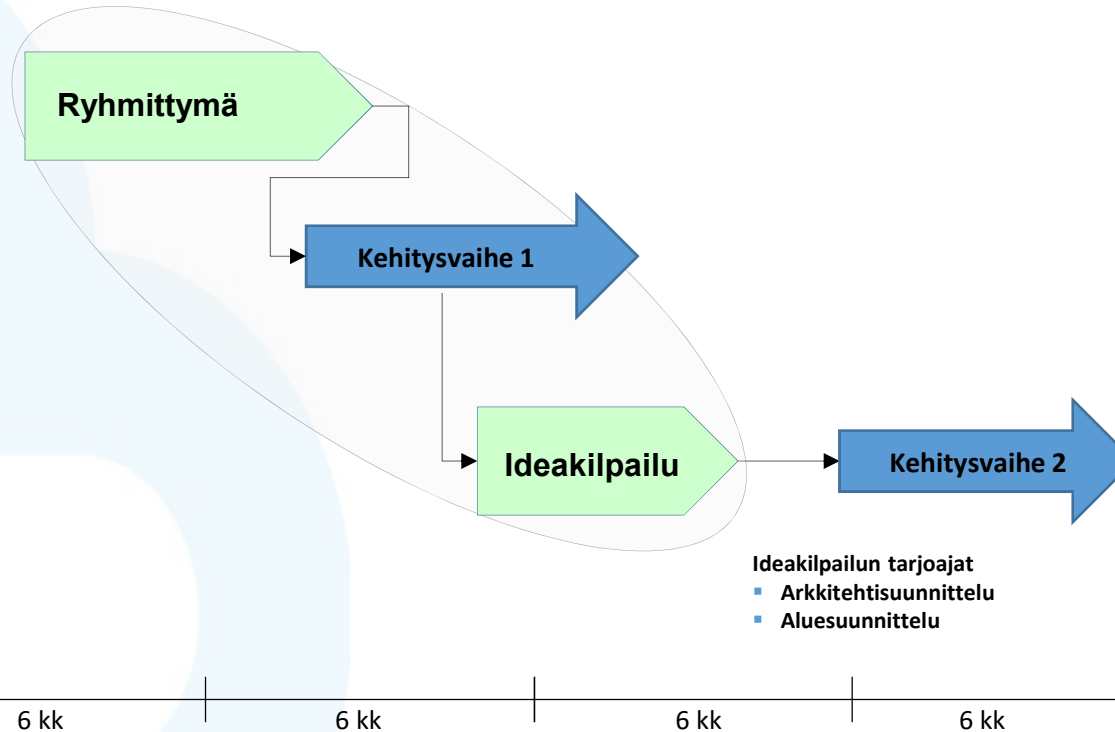 Ryhmittymä
Kehitysvaihe 1
Ideakilpailu
Kehitysvaihe 2
Ideakilpailun tarjoajat
▪ Arkkitehtisuunnittelu
▪ Aluesuunnittelu
6 kk
6 kk
6 kk
6 kk